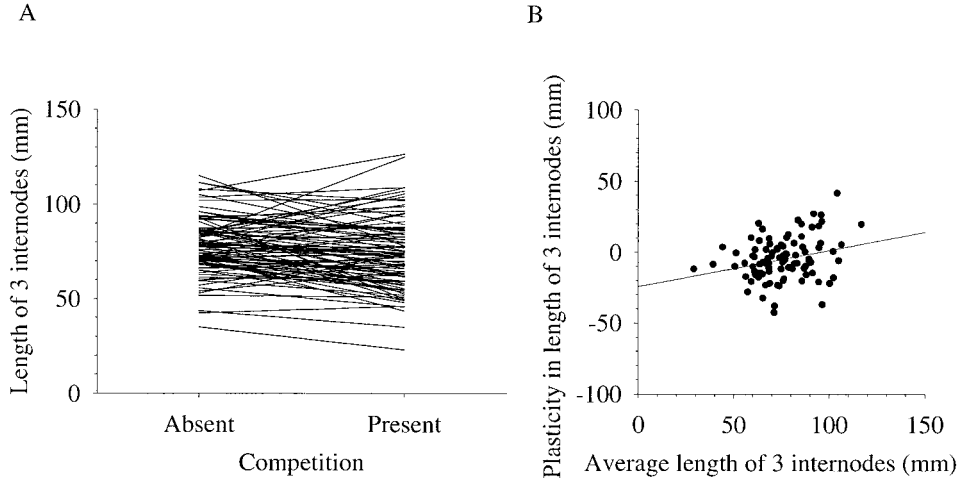 A
Length of 3 internodes (mm)
150
100
50
0
Absent
Present
Competition
B
Plasticity in length of 3 internodes (mm)
100
50
0
-50
-100
0
50
100
150
Average length of 3 internodes (mm)